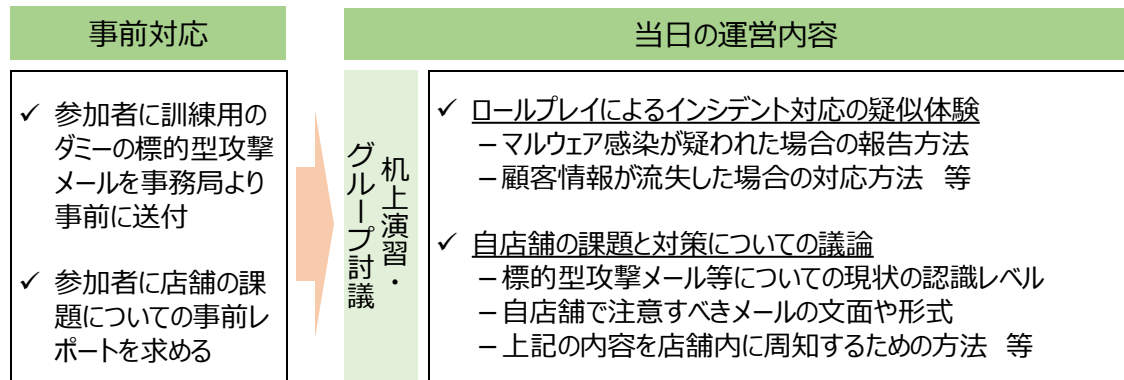 事前対応
✓ 参加者に訓練用の
ダミーの標的型攻撃
メールを事務局より
事前に送付
✓ 参加者に店舗の課
題についての事前レ
ポートを求める
当日の運営内容
机上演習・
グループ討議
✓ ロールプレイによるインシデント対応の疑似体験
－マルウェア感染が疑われた場合の報告方法
－顧客情報が流失した場合の対応方法 等
✓ 自店舗の課題と対策についての議論
－標的型攻撃メール等についての現状の認識レベル
－自店舗で注意すべきメールの文面や形式
－上記の内容を店舗内に周知するための方法 等